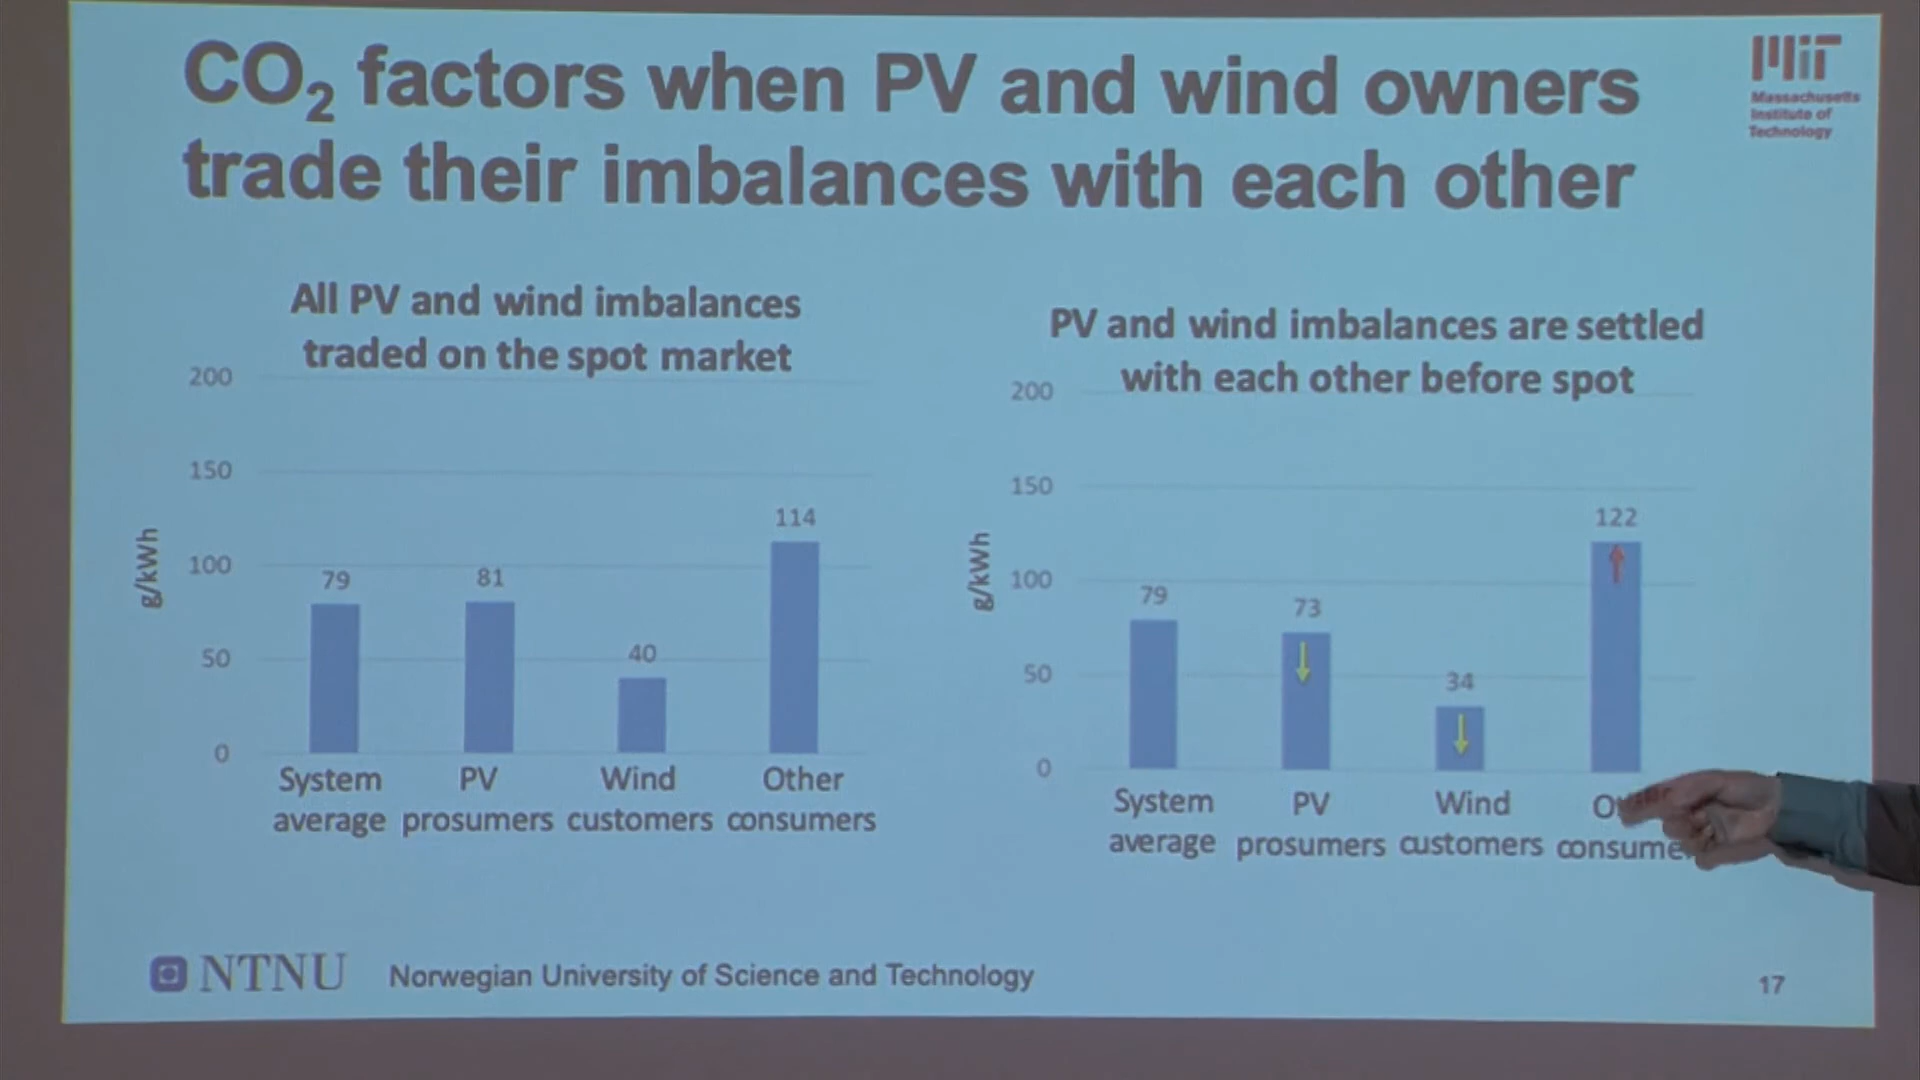 CO₂ factors when PV and wind owners
trade their imbalances with each other
MIT
Massachusetts
Institute of
Technology
All PV and wind imbalances
traded on the spot market
200
150
100
50
0
g/kWh
79
81
40
114
System
average
PV
prosumers
Wind
customers
Other
consumers
PV and wind imbalances are settled
with each other before spot
200
150
100
50
0
g/kWh
79
73
34
122
System
average
PV
prosumers
Wind
customers
consume
NTNU
Norwegian University of Science and Technology
17